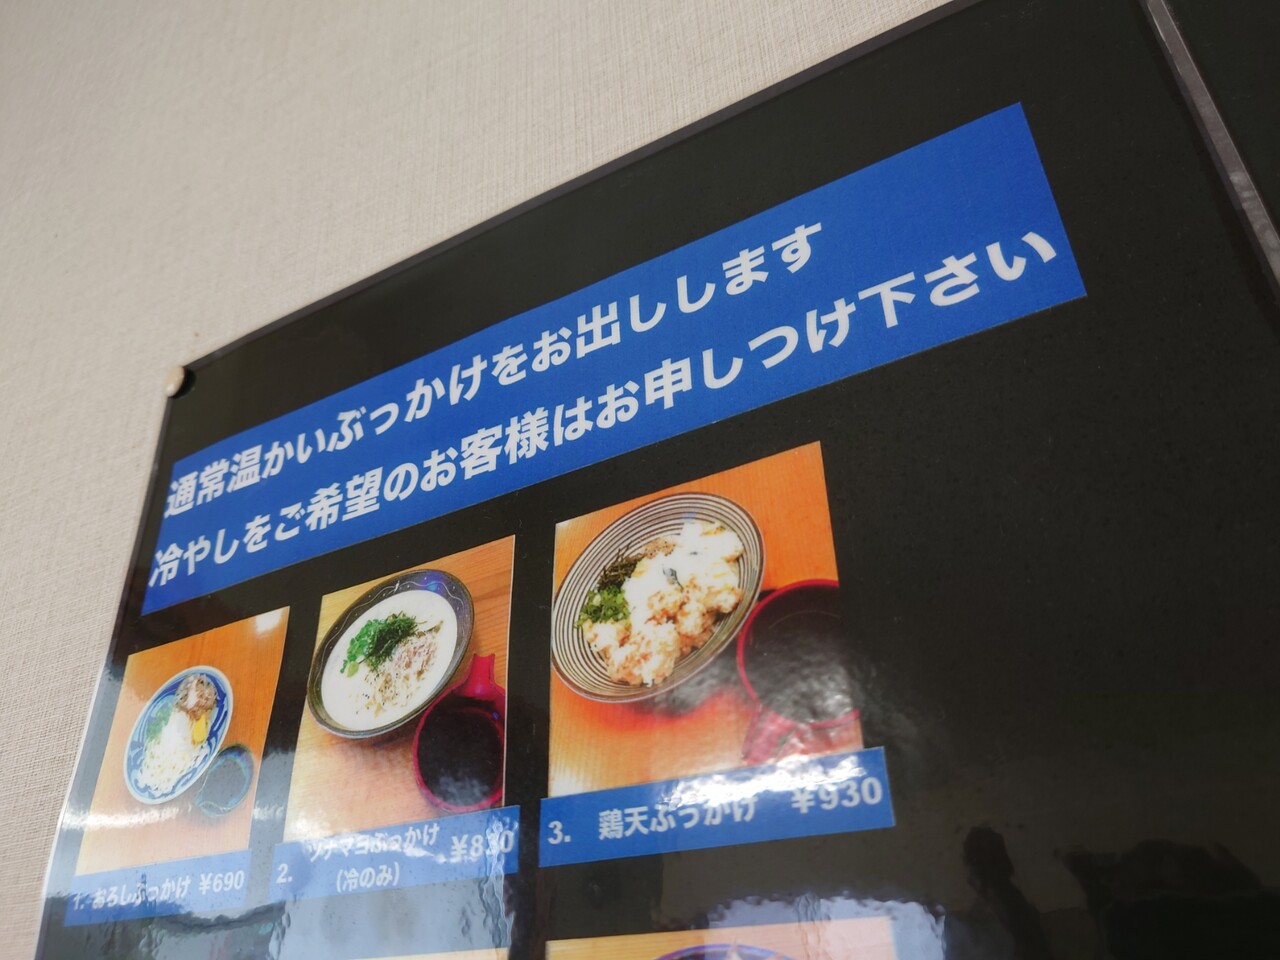 通常温かいぶっかけをお出しします
冷やしをご希望のお客様はお申しつけ下さい
1. おろしぶっかけ ¥690
2. ツナマヨぶっかけ
(冷のみ)
3. 鶏天ぶっかけ ¥930